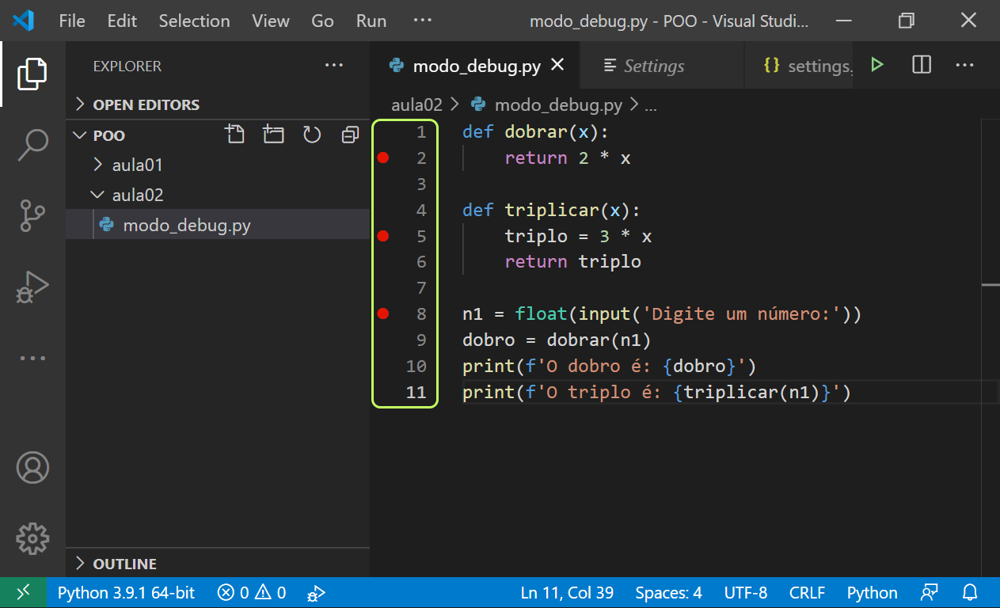 File Edit Selection View Go Run ··· modo_debug.py - POO - Visual Studi...
EXPLORER ···
OPEN EDITORS
POO
aula01
aula02
modo_debug.py
OUTLINE
modo_debug.py Settings settings. ···
aula02 > modo_debug.py > ...
1 def dobrar(x):
2     return 2 * x
3
4 def triplicar(x):
5     triplo = 3 * x
6     return triplo
7
8 n1 = float(input('Digite um número:'))
9 dobro = dobrar(n1)
10 print(f'O dobro é: {dobro}')
11 print(f'O triplo é: {triplicar(n1)}')
Python 3.9.1 64-bit 0 0 Ln 11, Col 39 Spaces: 4 UTF-8 CRLF Python